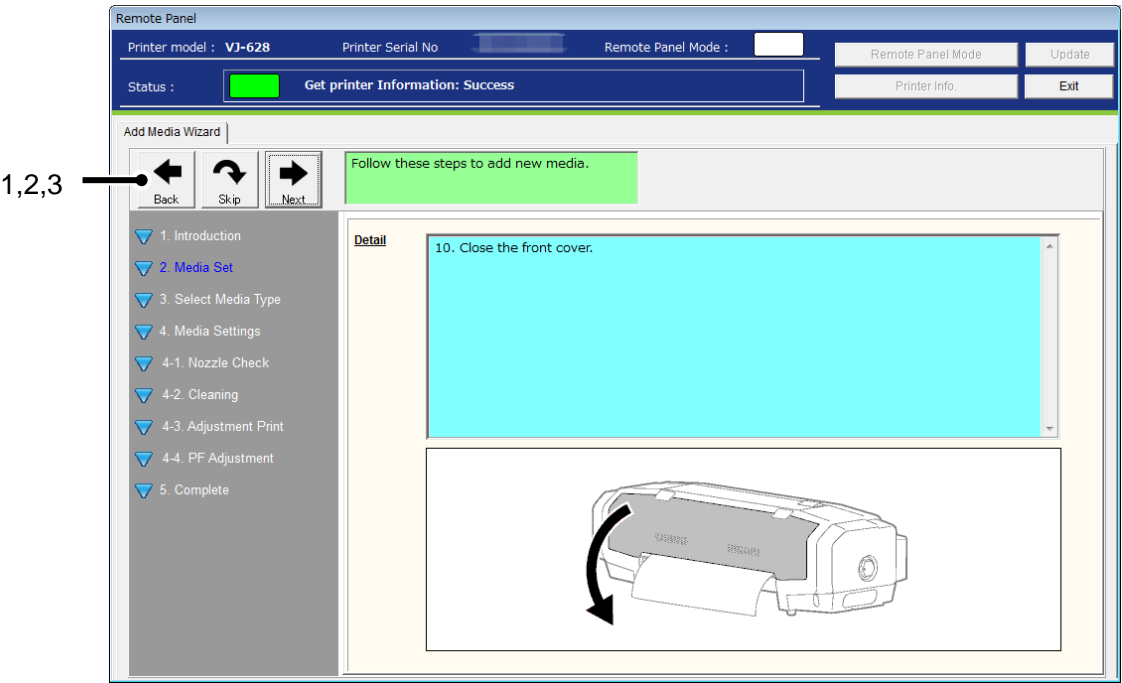 Remote Panel
Printer model : VJ-628 Printer Serial No Remote Panel Mode :
Remote Panel Mode Update
Status : Get printer Information: Success
Printer Info. Exit
Add Media Wizard
1,2,3
Back Skip Next
Follow these steps to add new media.
1. Introduction
2. Media Set
3. Select Media Type
4. Media Settings
4-1. Nozzle Check
4-2. Cleaning
4-3. Adjustment Print
4-4. PF Adjustment
5. Complete
Detail
10. Close the front cover.